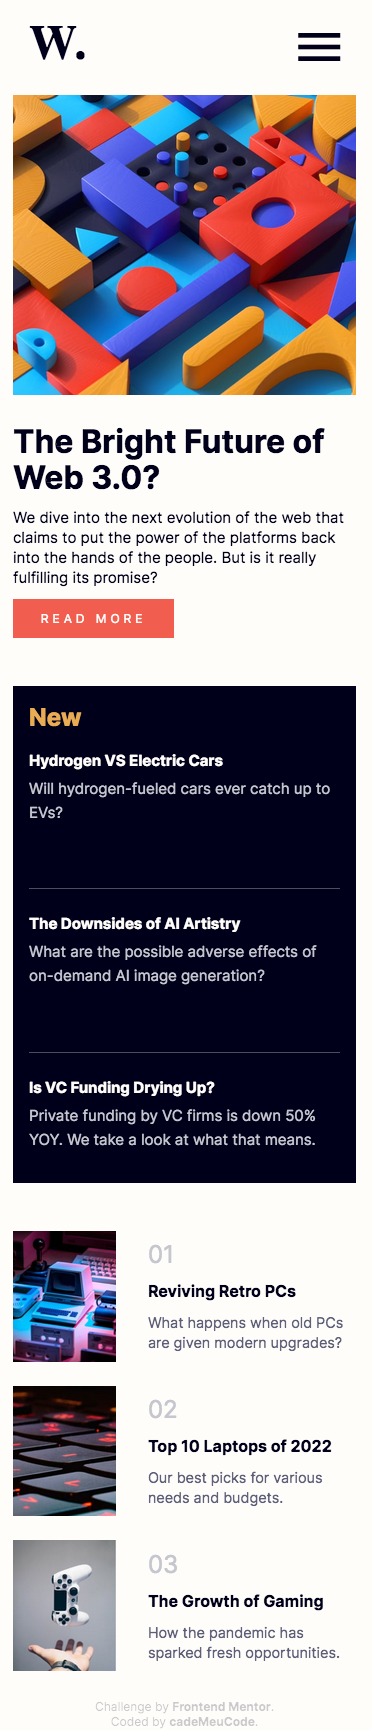 W.
The Bright Future of
Web 3.0?
We dive into the next evolution of the web that
claims to put the power of the platforms back
into the hands of the people. But is it really
fulfilling its promise?
READ MORE
New
Hydrogen VS Electric Cars
Will hydrogen-fueled cars ever catch up to
EVs?
The Downsides of AI Artistry
What are the possible adverse effects of
on-demand AI image generation?
Is VC Funding Drying Up?
Private funding by VC firms is down 50%
YOY. We take a look at what that means.
01
Reviving Retro PCs
What happens when old PCs
are given modern upgrades?
02
Top 10 Laptops of 2022
Our best picks for various
needs and budgets.
03
The Growth of Gaming
How the pandemic has
sparked fresh opportunities.
Challenge by Frontend Mentor.
Coded by cadeMeuCode.